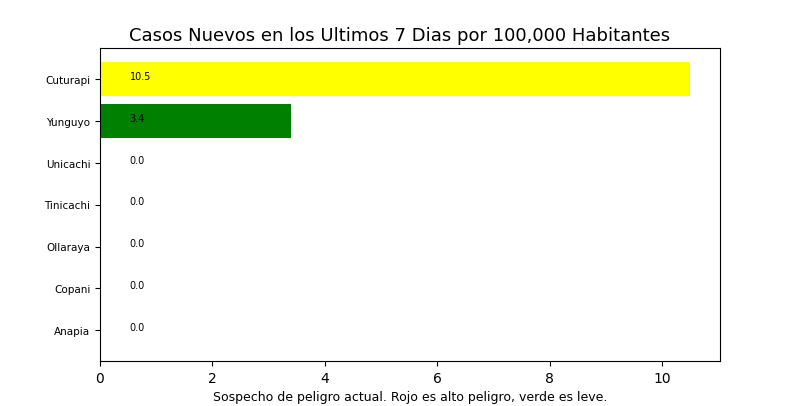 Casos Nuevos en los Ultimos 7 Dias por 100,000 Habitantes
Cuturapi 10.5
Yunguyo 3.4
Unicachi 0.0
Tinicachi 0.0
Ollaraya 0.0
Copani 0.0
Anapia 0.0
0 2 4 6 8 10
Sospecho de peligro actual. Rojo es alto peligro, verde es leve.